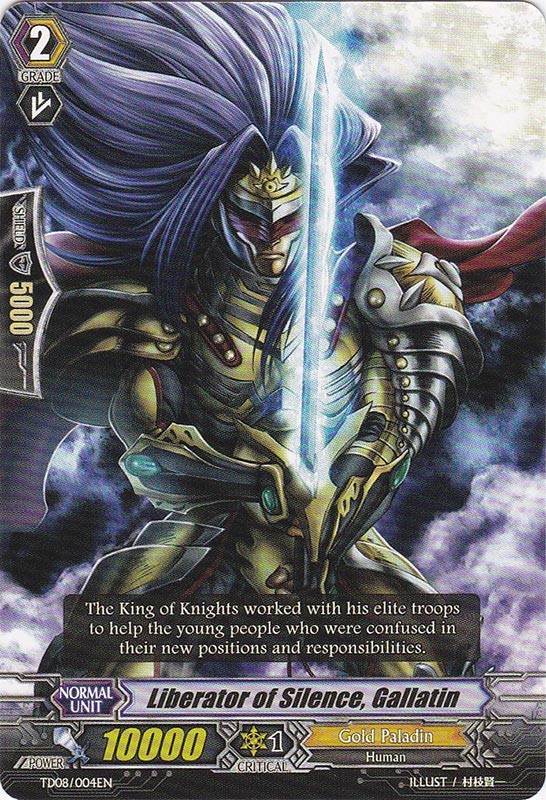 2
GRADE
SHIELD
5000
The King of Knights worked with his elite troops
to help the young people who were confused in
their new positions and responsibilities.
NORMAL
UNIT
Liberator of Silence, Gallatin
POWER
10000
1
CRITICAL
Gold Paladin
Human
TD08/004EN
ILLUST / 村枝賢一